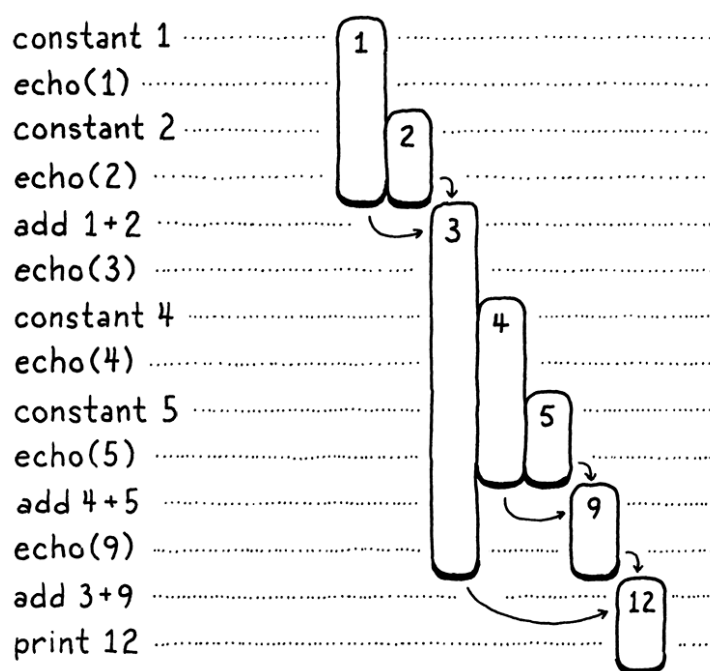 constant 1
echo(1)
constant 2
echo(2)
add 1+2
echo(3)
constant 4
echo(4)
constant 5
echo(5)
add 4+5
echo(9)
add 3+9
print 12
1
2
3
4
5
9
12